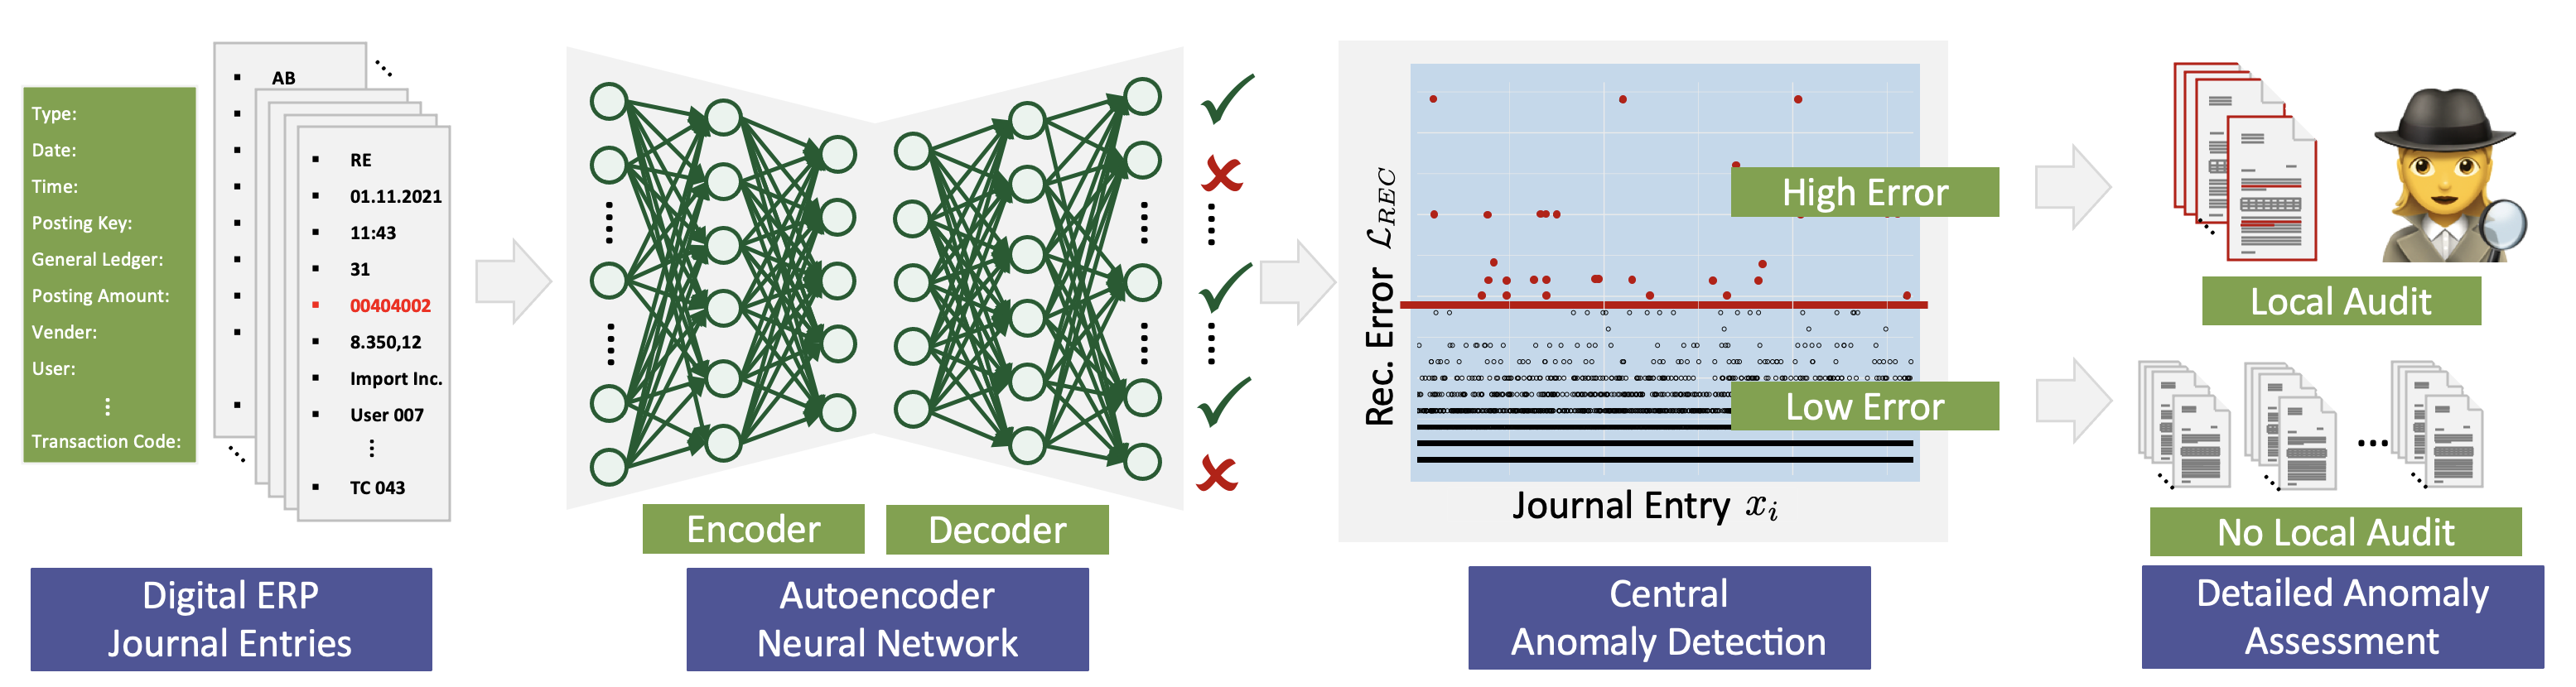 Type:
Date:
Time:
Posting Key:
General Ledger:
Posting Amount:
Vender:
User:
⋮
Transaction Code:
AB
RE
01.11.2021
11:43
31
00404002
8.350,12
Import Inc.
User 007
⋮
TC 043
Digital ERP
Journal Entries
Encoder
Decoder
Autoencoder
Neural Network
Rec. Error ℒ_REC
High Error
Low Error
Journal Entry x_i
Central
Anomaly Detection
Local Audit
No Local Audit
Detailed Anomaly
Assessment